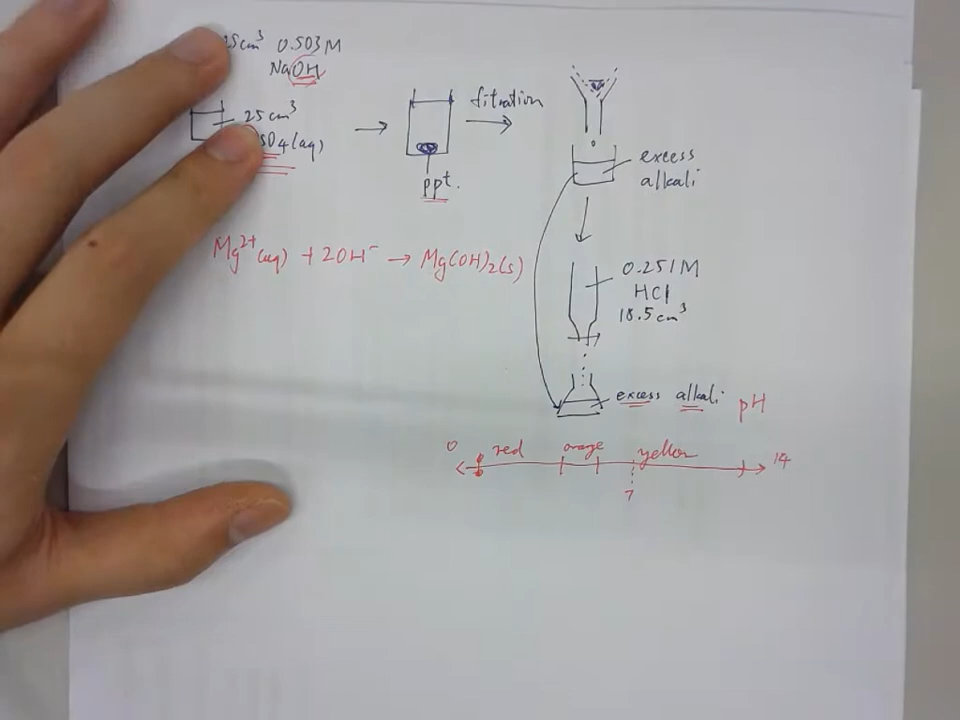 5cm³ 0.503M
NaOH
25cm³
SO4(aq)
filtration
ppt.
excess
alkali
Mg²⁺(aq) + 2OH⁻ → Mg(OH)2(s)
0.251M
HCl
18.5cm³
excess alkali
pH
0 red orange yellow 14
7